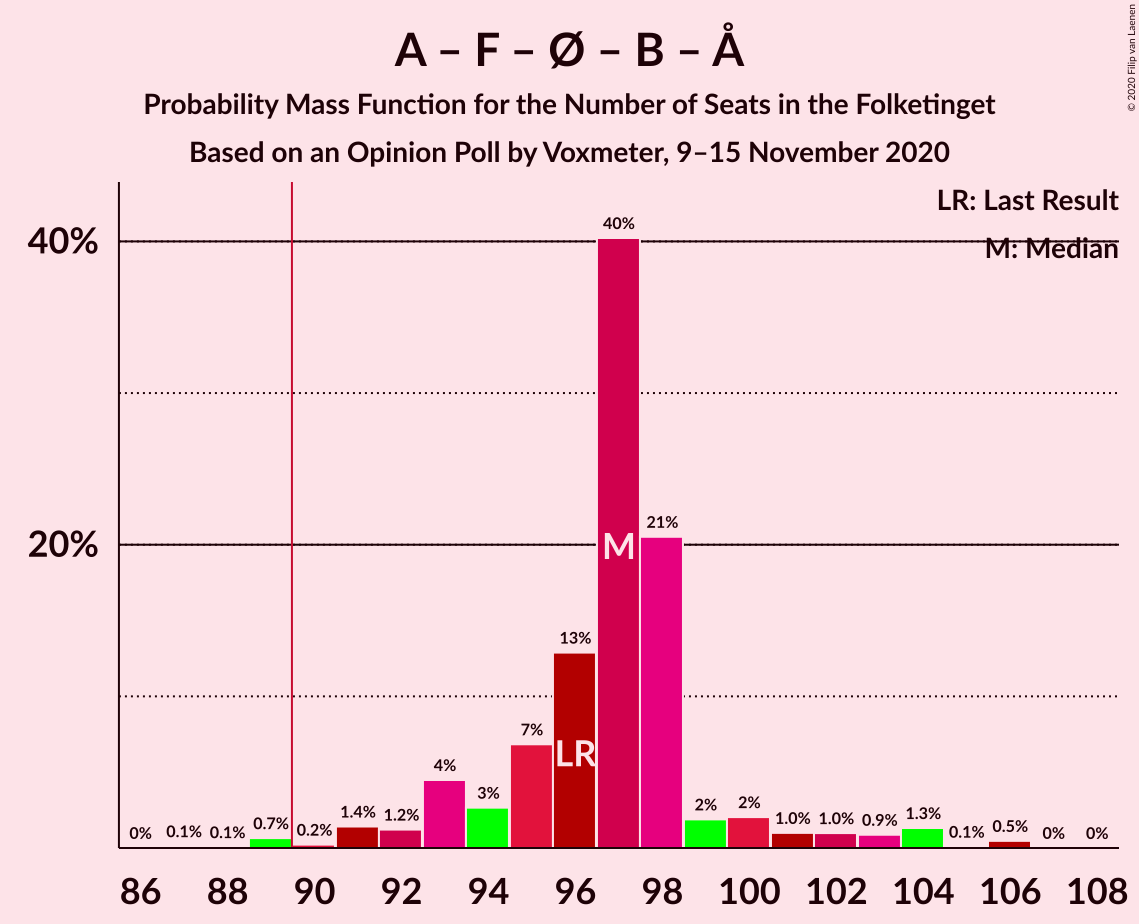 A – F – Ø – B – Å
Probability Mass Function for the Number of Seats in the Folketinget
Based on an Opinion Poll by Voxmeter, 9–15 November 2020
© 2020 Filip van Laenen
LR: Last Result
M: Median
40%
20%
0% 0.1% 0.1% 0.7% 0.2% 1.4% 1.2% 4% 3% 7% 13% 40% 21% 2% 2% 1.0% 1.0% 0.9% 1.3% 0.1% 0.5% 0% 0%
M
LR
86 88 90 92 94 96 98 100 102 104 106 108